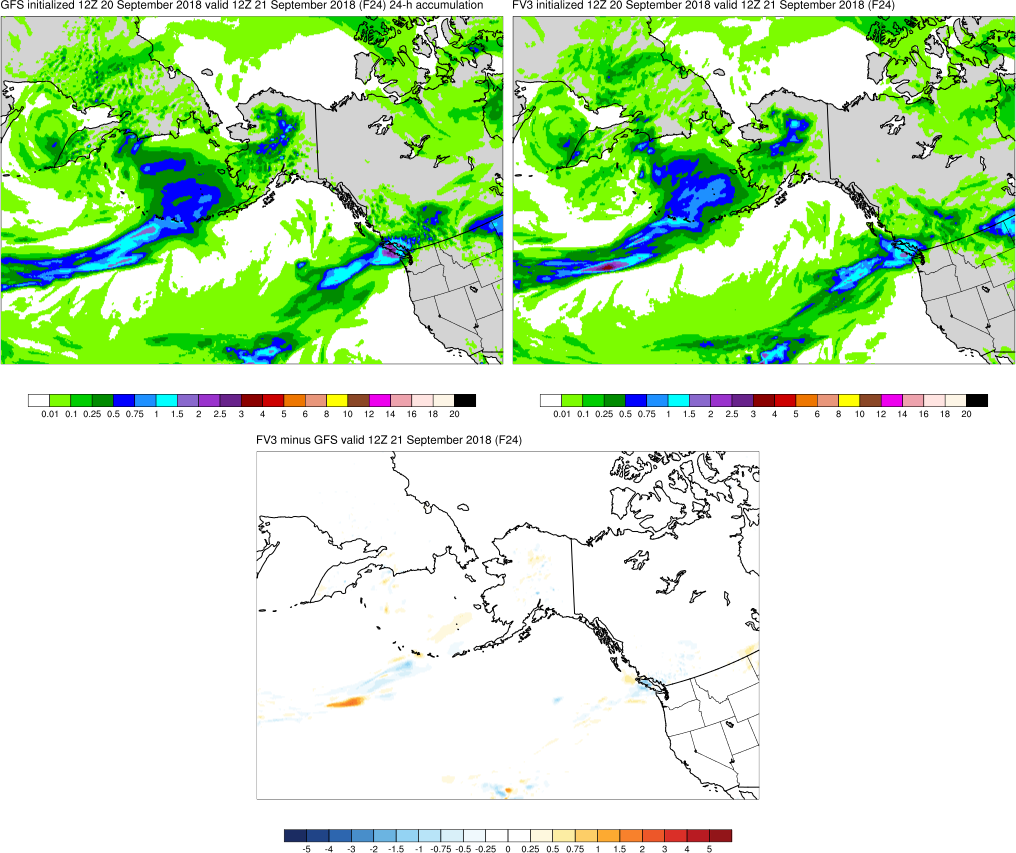 GFS initialized 12Z 20 September 2018 valid 12Z 21 September 2018 (F24) 24-h accumulation
FV3 initialized 12Z 20 September 2018 valid 12Z 21 September 2018 (F24)
0.01 0.1 0.25 0.5 0.75 1 1.5 2 2.5 3 4 5 6 8 10 12 14 16 18 20
0.01 0.1 0.25 0.5 0.75 1 1.5 2 2.5 3 4 5 6 8 10 12 14 16 18 20
FV3 minus GFS valid 12Z 21 September 2018 (F24)
-5 -4 -3 -2 -1.5 -1 -0.75 -0.5 -0.25 0 0.25 0.5 0.75 1 1.5 2 3 4 5